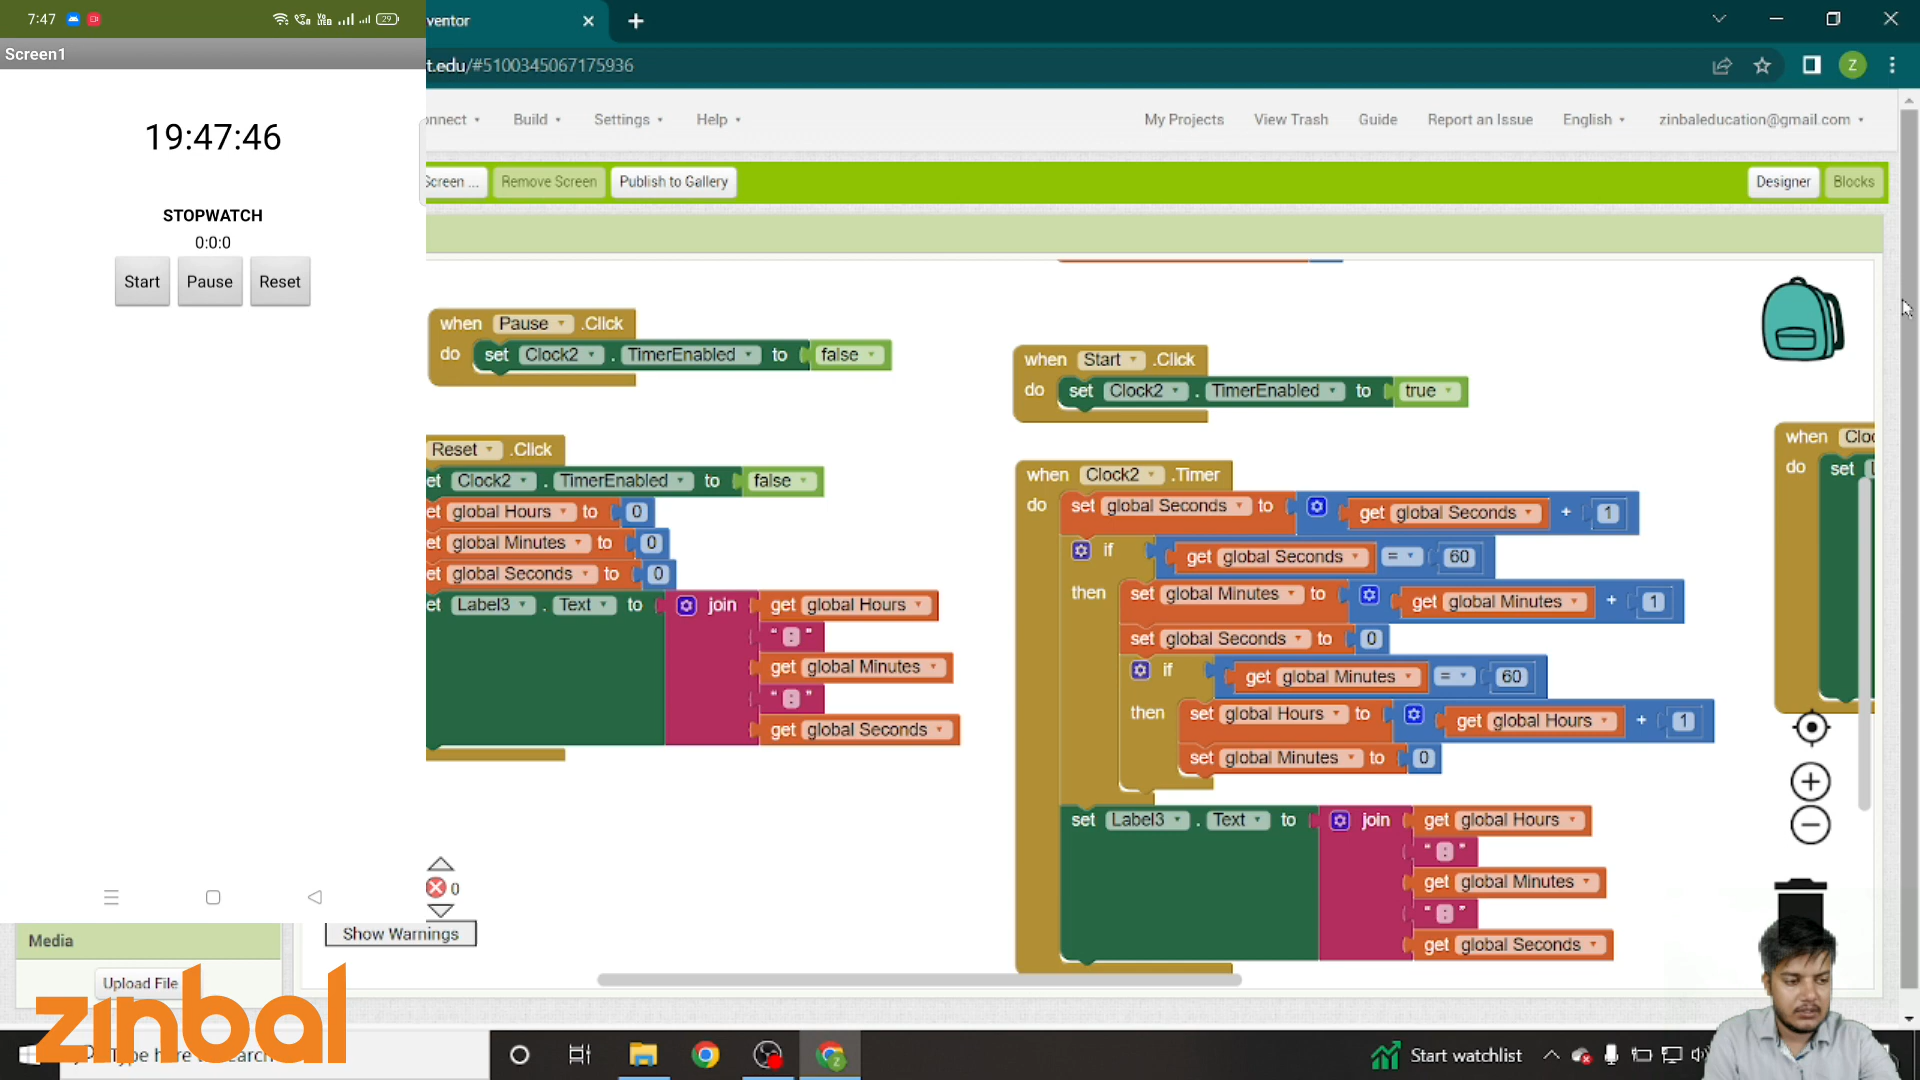 7:47
29
Screen1
19:47:46
STOPWATCH
0:0:0
Start
Pause
Reset
ventor
t.edu/#5100345067175936
Z
onnect
Build
Settings
Help
My Projects
View Trash
Guide
Report an Issue
English
zinbaleducation@gmail.com
Screen ...
Remove Screen
Publish to Gallery
Designer
Blocks
when Pause .Click
do set Clock2 . TimerEnabled to false
Reset .Click
et Clock2 . TimerEnabled to false
et global Hours to 0
et global Minutes to 0
et global Seconds to 0
et Label3 . Text to join get global Hours
" : "
get global Minutes
" : "
get global Seconds
when Start .Click
do set Clock2 . TimerEnabled to true
when Clock2 .Timer
do set global Seconds to get global Seconds + 1
if get global Seconds = 60
then set global Minutes to get global Minutes + 1
set global Seconds to 0
if get global Minutes = 60
then set global Hours to get global Hours + 1
set global Minutes to 0
set Label3 . Text to join get global Hours
" : "
get global Minutes
" : "
get global Seconds
when Cloc
do set
0
Show Warnings
Media
Upload File
zinbal
Type here to search
Start watchlist